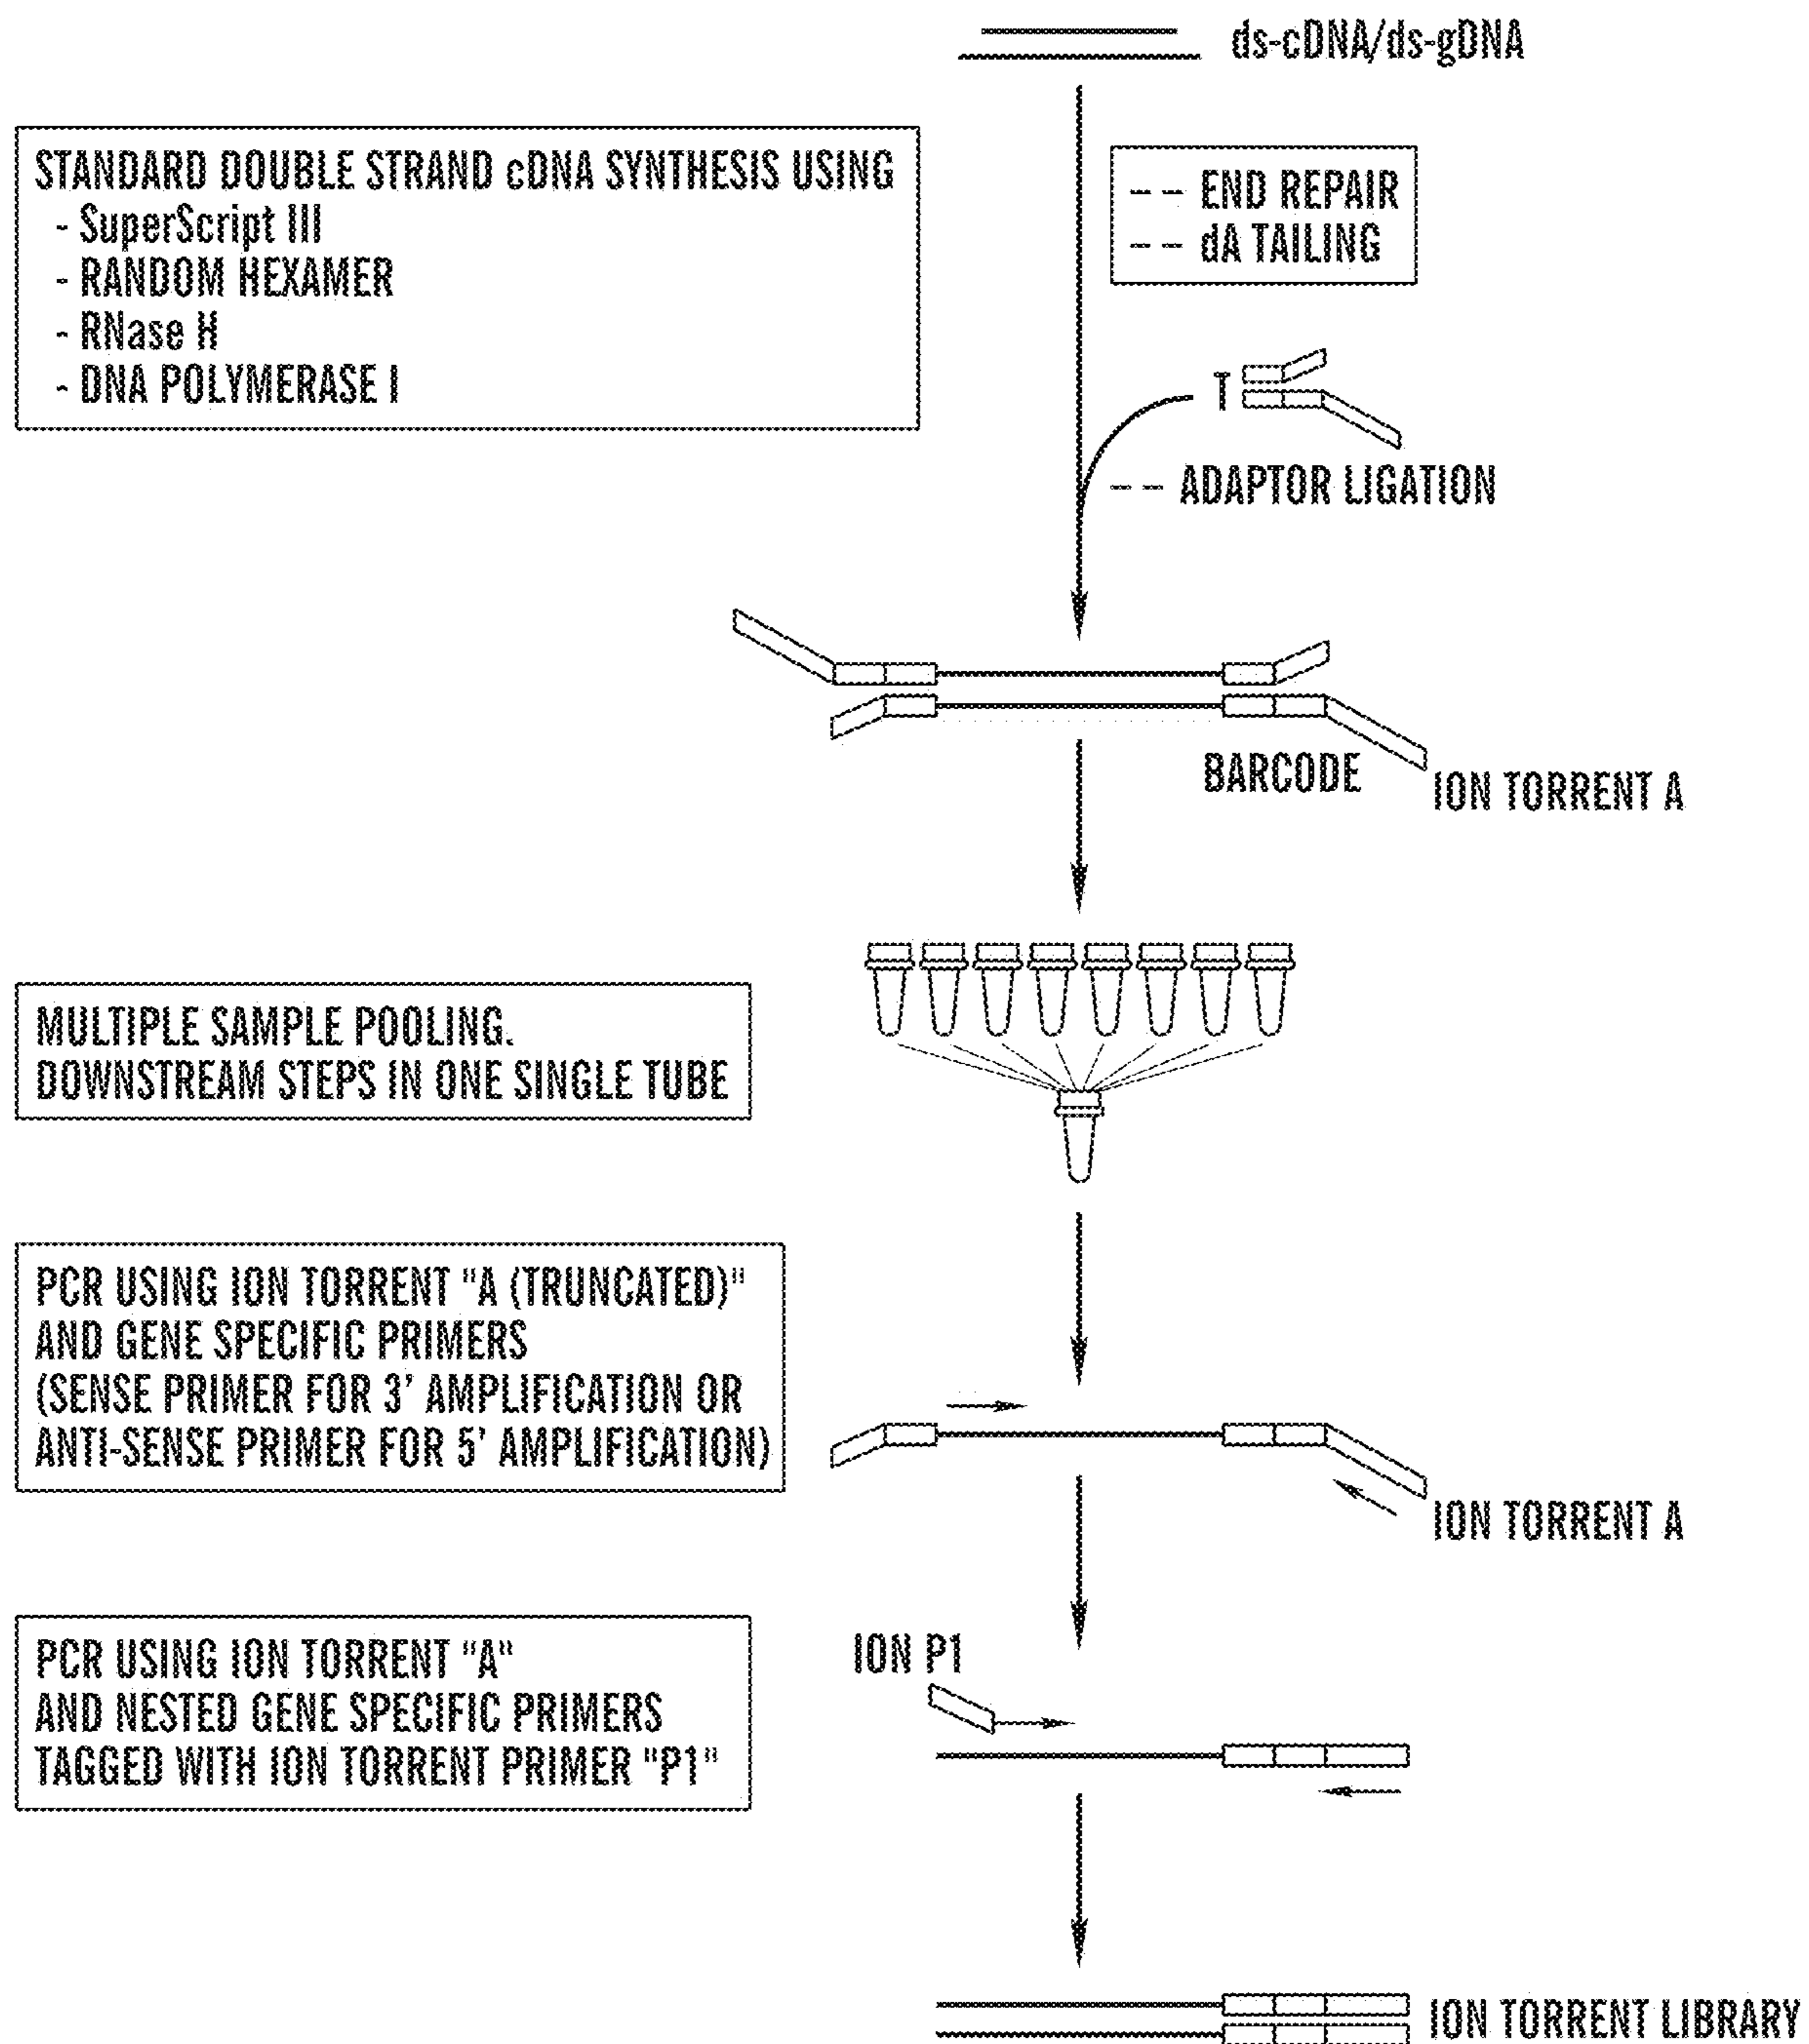 ds-cDNA/ds-gDNA
STANDARD DOUBLE STRAND cDNA SYNTHESIS USING
- SuperScript III
- RANDOM HEXAMER
- RNase H
- DNA POLYMERASE I
-- END REPAIR
-- dA TAILING
T
-- ADAPTOR LIGATION
BARCODE
ION TORRENT A
MULTIPLE SAMPLE POOLING.
DOWNSTREAM STEPS IN ONE SINGLE TUBE
PCR USING ION TORRENT "A (TRUNCATED)"
AND GENE SPECIFIC PRIMERS
(SENSE PRIMER FOR 3' AMPLIFICATION OR
ANTI-SENSE PRIMER FOR 5' AMPLIFICATION)
ION TORRENT A
PCR USING ION TORRENT "A"
AND NESTED GENE SPECIFIC PRIMERS
TAGGED WITH ION TORRENT PRIMER "P1"
ION P1
ION TORRENT LIBRARY